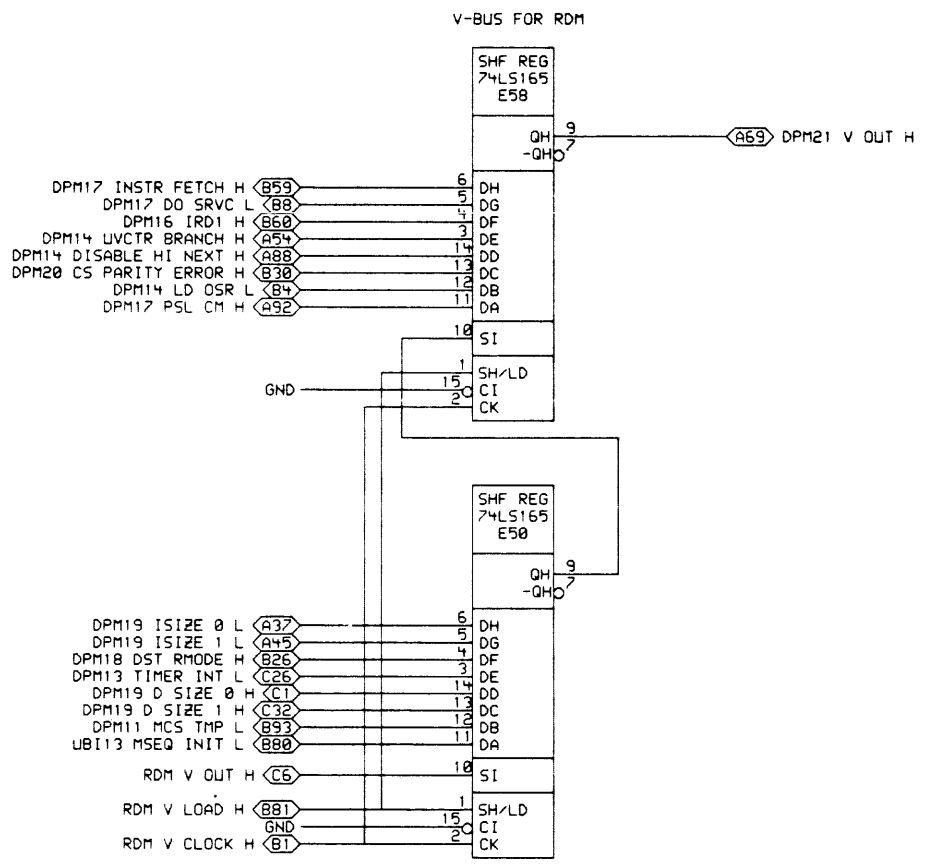 V-BUS FOR RDM
SHF REG
74LS165
E58
QH 9 A69 DPM21 V OUT H
-QH 7
DPM17 INSTR FETCH H B59 6 DH
DPM17 DO SRVC L B8 5 DG
DPM16 IRD1 H B60 4 DF
DPM14 UVCTR BRANCH H A54 3 DE
DPM14 DISABLE HI NEXT H A88 14 DD
DPM20 CS PARITY ERROR H B30 13 DC
DPM14 LD OSR L B4 12 DB
DPM17 PSL CM H A92 11 DA
10 SI
1 SH/LD
GND 15 CI
2 CK
SHF REG
74LS165
E50
QH 9
-QH 7
DPM19 ISIZE 0 L A37 6 DH
DPM19 ISIZE 1 L A45 5 DG
DPM18 DST RMODE H B26 4 DF
DPM13 TIMER INT L C26 3 DE
DPM19 D SIZE 0 H C1 14 DD
DPM19 D SIZE 1 H C32 13 DC
DPM11 MCS TMP L B93 12 DB
UBI13 MSEQ INIT L B80 11 DA
RDM V OUT H C6 10 SI
RDM V LOAD H B81 1 SH/LD
GND 15 CI
RDM V CLOCK H B1 2 CK